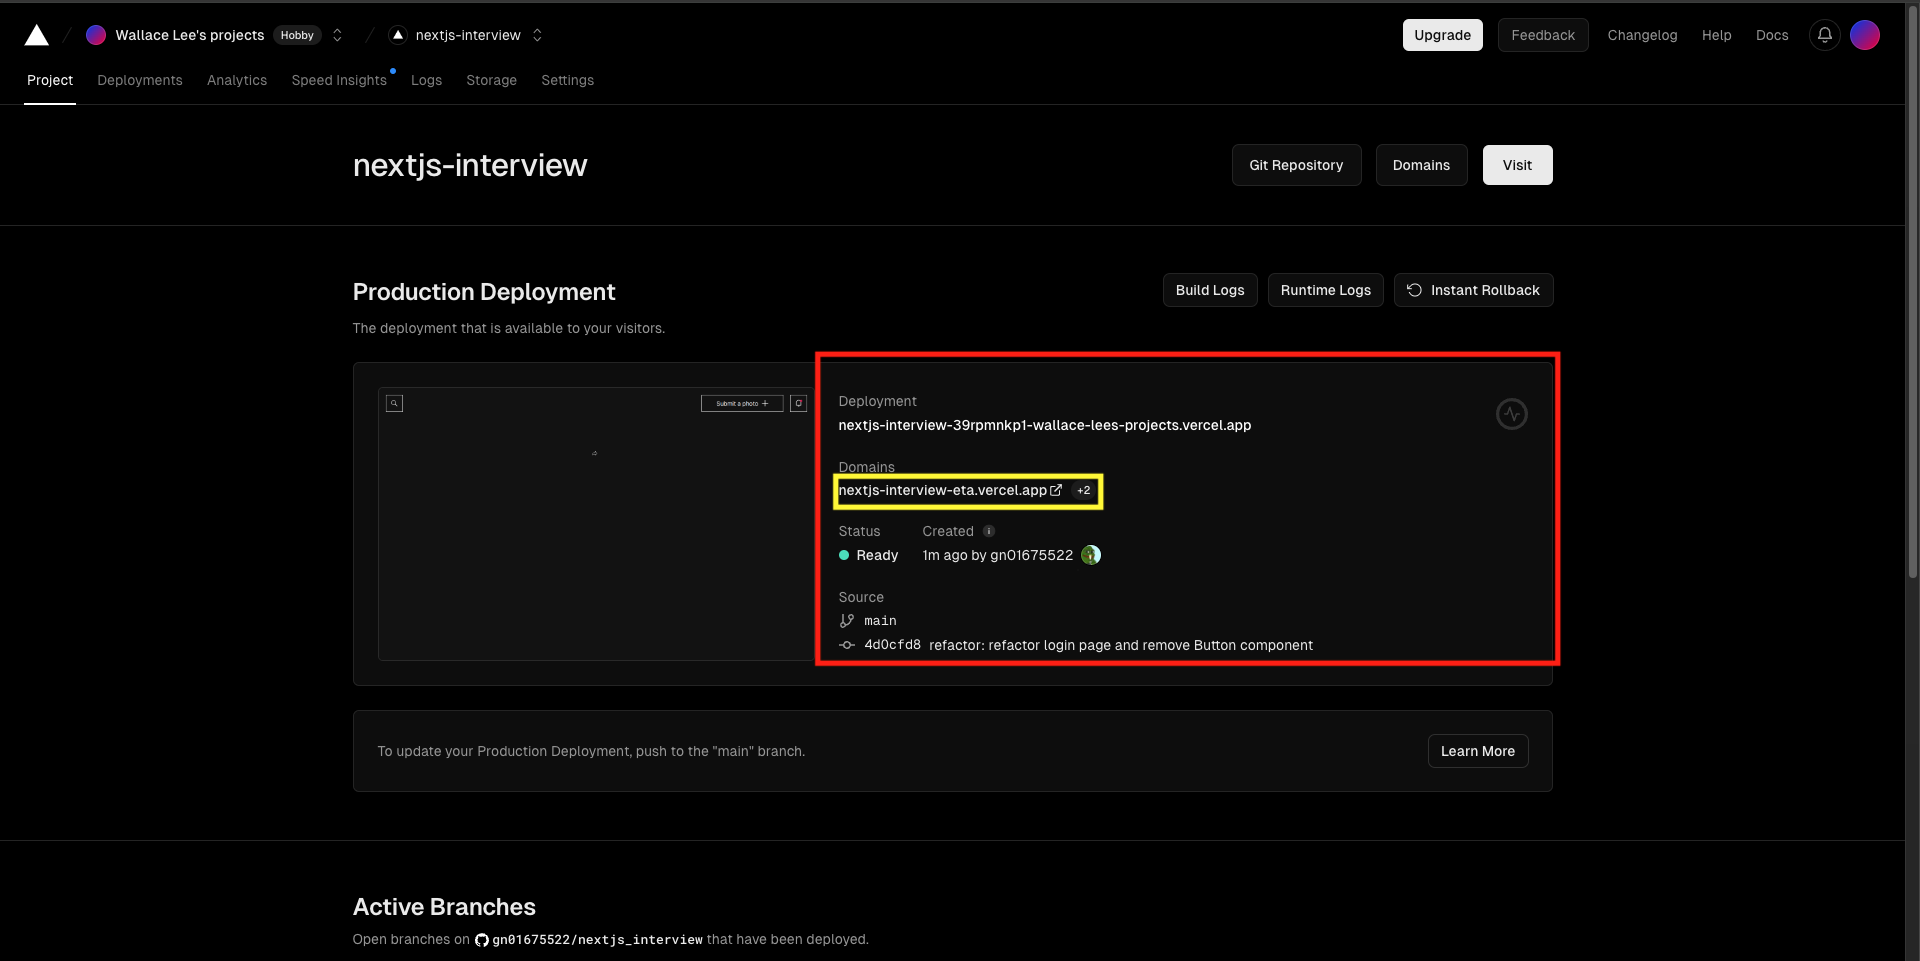 Wallace Lee's projects Hobby
nextjs-interview
Upgrade Feedback Changelog Help Docs
Project Deployments Analytics Speed Insights Logs Storage Settings
nextjs-interview
Git Repository Domains Visit
Production Deployment
Build Logs Runtime Logs Instant Rollback
The deployment that is available to your visitors.
Submit a photo +
Deployment
nextjs-interview-39rpmnkp1-wallace-lees-projects.vercel.app
Domains
nextjs-interview-eta.vercel.app +2
Status Created
Ready 1m ago by gn01675522
Source
main
4d0cfd8 refactor: refactor login page and remove Button component
To update your Production Deployment, push to the "main" branch.
Learn More
Active Branches
Open branches on gn01675522/nextjs_interview that have been deployed.